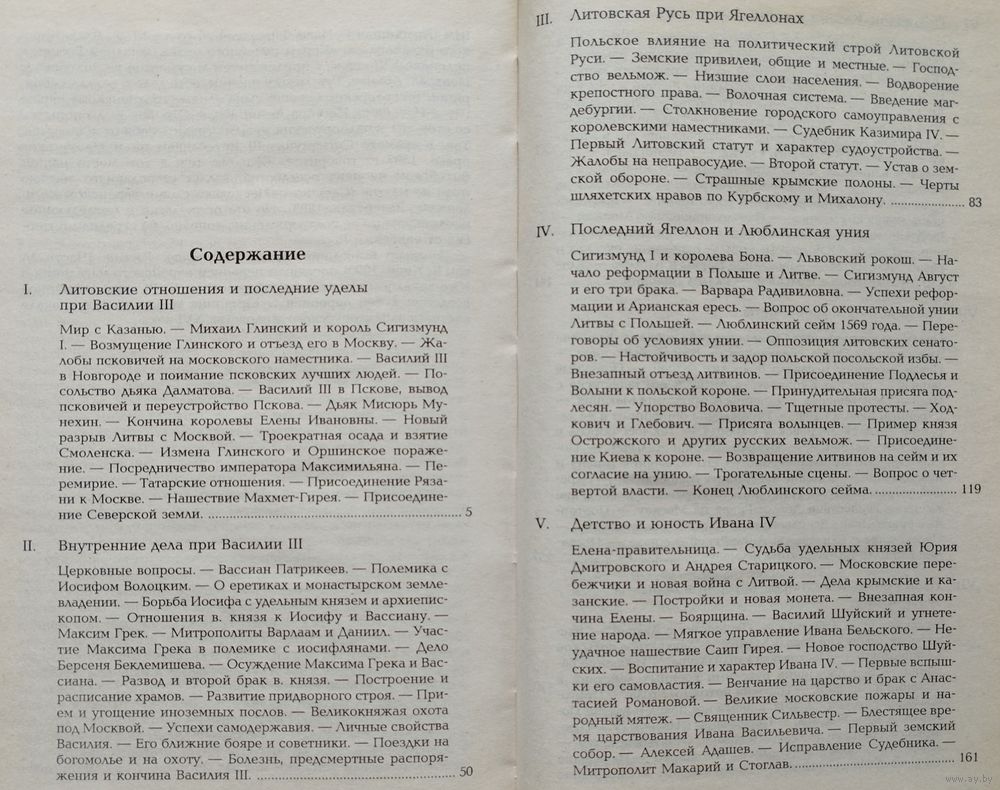 Содержание
I. Литовские отношения и последние уделы
при Василии III
Мир с Казанью. — Михаил Глинский и король Сигизмунд
I. — Возмущение Глинского и отъезд его в Москву. — Жа-
лобы псковичей на московского наместника. — Василий III
в Новгороде и поимание псковских лучших людей. — По-
сольство дьяка Далматова. — Василий III в Пскове, вывод
псковичей и переустройство Пскова. — Дьяк Мисюрь Му-
нехин. — Кончина королевы Елены Ивановны. — Новый
разрыв Литвы с Москвой. — Троекратная осада и взятие
Смоленска. — Измена Глинского и Оршинское пораже-
ние. — Посредничество императора Максимильяна. — Пе-
ремирие. — Татарские отношения. — Присоединение Ряза-
ни к Москве. — Нашествие Махмет-Гирея. — Присоедине-
ние Северской земли. ........................ 5
II. Внутренние дела при Василии III
Церковные вопросы. — Вассиан Патрикеев. — Полемика с
Иосифом Волоцким. — О еретиках и монастырском земле-
владении. — Борьба Иосифа с удельным князем и архиепис-
копом. — Отношения в. князя к Иосифу и Вассиану. —
Максим Грек. — Митрополиты Варлаам и Даниил. — Учас-
тие Максима Грека в полемике с иосифлянами. — Дело
Берсеня Беклемишева. — Осуждение Максима Грека и Вас-
сиана. — Развод и второй брак в. князя. — Построение и
расписание храмов. — Развитие придворного строя. — При-
ем и угощение иноземных послов. — Великокняжая охота
под Москвой. — Успехи самодержавия. — Личные свойства
Василия. — Его ближние бояре и советники. — Поездки на
богомолье и на охоту. — Болезнь, предсмертные распоря-
жения и кончина Василия III. ........................ 50
III. Литовская Русь при Ягеллонах
Польское влияние на политический строй Литовской
Руси. — Земские привилеи, общие и местные. — Господ-
ство вельмож. — Низшие слои населения. — Водворение
крепостного права. — Волочная система. — Введение маг-
дебургии. — Столкновение городского самоуправления с
королевскими наместниками. — Судебник Казимира IV. —
Первый Литовский статут и характер судоустройства. —
Жалобы на неправосудие. — Второй статут. — Устав о зем-
ской обороне. — Страшные крымские полоны. — Черты
шляхетских нравов по Курбскому и Михалону. ...................... 83
IV. Последний Ягеллон и Люблинская уния
Сигизмунд I и королева Бона. — Львовский рокош. — На-
чало реформации в Польше и Литве. — Сигизмунд Август
и его три брака. — Варвара Радивиловна. — Успехи рефор-
мации и Арианская ересь. — Вопрос об окончательной унии
Литвы с Польшей. — Люблинский сейм 1569 года. — Пере-
говоры об условиях унии. — Оппозиция литовских сенато-
ров. — Настойчивость и задор польской посольской избы. —
Внезапный отъезд литвинов. — Присоединение Подлесья и
Волыни к польской короне. — Принудительная присяга под-
лесян. — Упорство Воловича. — Тщетные протесты. — Ход-
кович и Глебович. — Присяга волынцев. — Пример князя
Острожского и других русских вельмож. — Присоедине-
ние Киева к короне. — Возвращение литвинов на сейм и их
согласие на унию. — Трогательные сцены. — Вопрос о чет-
вертой власти. — Конец Люблинского сейма. ........................ 119
V. Детство и юность Ивана IV
Елена-правительница. — Судьба удельных князей Юрия
Дмитровского и Андрея Старицкого. — Московские пере-
бежчики и новая война с Литвой. — Дела крымские и ка-
занские. — Постройки и новая монета. — Внезапная кон-
чина Елены. — Боярщина. — Василий Шуйский и угнете-
ние народа. — Мягкое управление Ивана Бельского. — Не-
удачное нашествие Саип Гирея. — Новое господство Шуй-
ских. — Воспитание и характер Ивана IV. — Первые вспыш-
ки его самовластия. — Венчание на царство и брак с Анас-
тасией Романовой. — Великие московские пожары и на-
родный мятеж. — Священник Сильвестр. — Блестящее вре-
мя царствования Ивана Васильевича. — Первый земский
собор. — Алексей Адашев. — Исправление Судебника. —
Митрополит Макарий и Стоглав. ........................ 161
www.ay.by